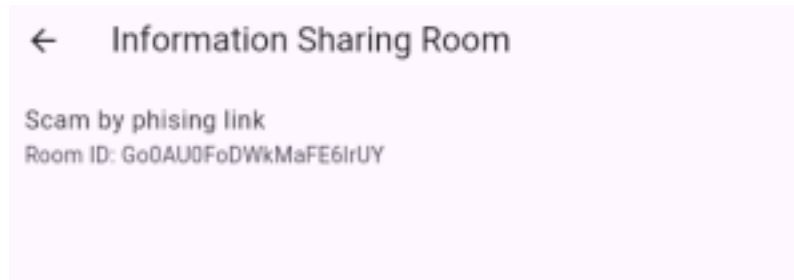 Information Sharing Room
Scam by phising link
Room ID: Go0AU0FoDWkMaFE6IrUY